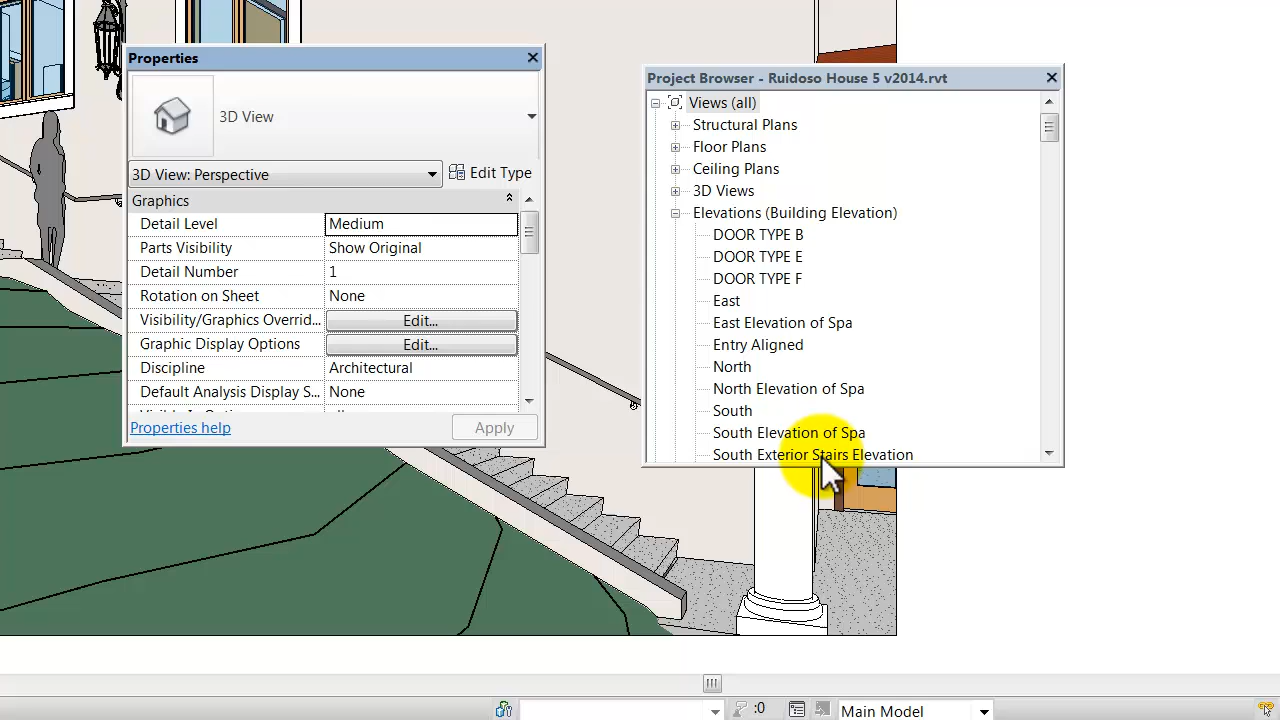 Properties
3D View
3D View: Perspective
Edit Type
Graphics
Detail Level
Medium
Parts Visibility
Show Original
Detail Number
1
Rotation on Sheet
None
Visibility/Graphics Overrid...
Edit...
Graphic Display Options
Edit...
Discipline
Architectural
Default Analysis Display S...
None
Properties help
Apply
Project Browser - Ruidoso House 5 v2014.rvt
Views (all)
Structural Plans
Floor Plans
Ceiling Plans
3D Views
Elevations (Building Elevation)
DOOR TYPE B
DOOR TYPE E
DOOR TYPE F
East
East Elevation of Spa
Entry Aligned
North
North Elevation of Spa
South
South Elevation of Spa
South Exterior Stairs Elevation
:0
Main Model